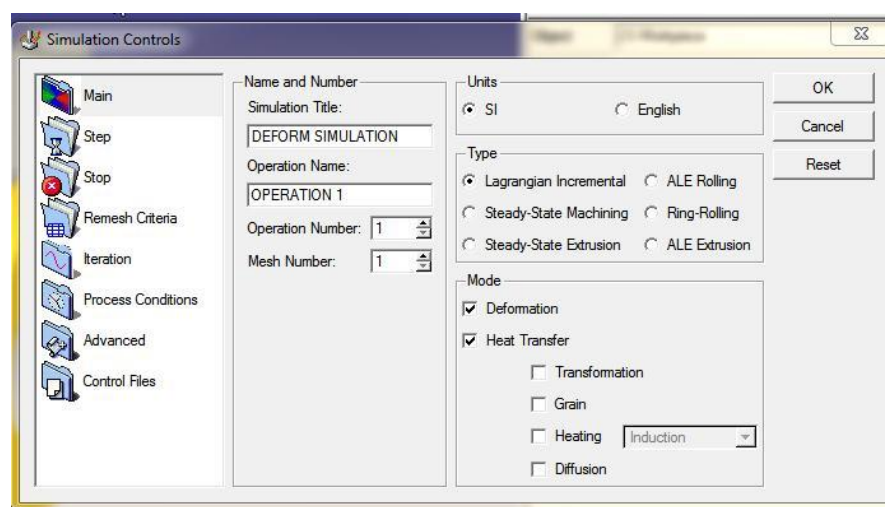 Simulation Controls
Main
Step
Stop
Remesh Criteria
Iteration
Process Conditions
Advanced
Control Files
Name and Number
Simulation Title:
DEFORM SIMULATION
Operation Name:
OPERATION 1
Operation Number: 1
Mesh Number: 1
Units
SI English
Type
Lagrangian Incremental ALE Rolling
Steady-State Machining Ring-Rolling
Steady-State Extrusion ALE Extrusion
Mode
Deformation
Heat Transfer
Transformation
Grain
Heating Induction
Diffusion
OK
Cancel
Reset